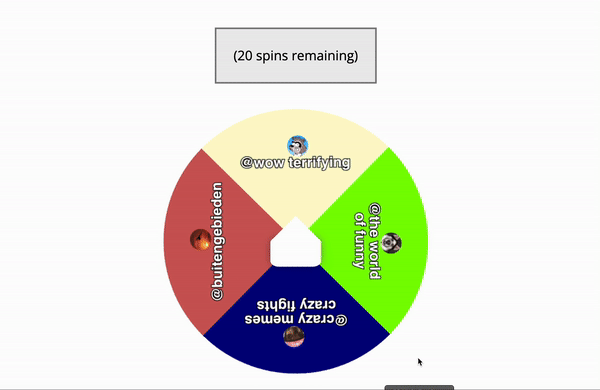 (20 spins remaining)
@wow terrifying
@buitengebieden
@the world
of funny
@crazy memes
crazy fights